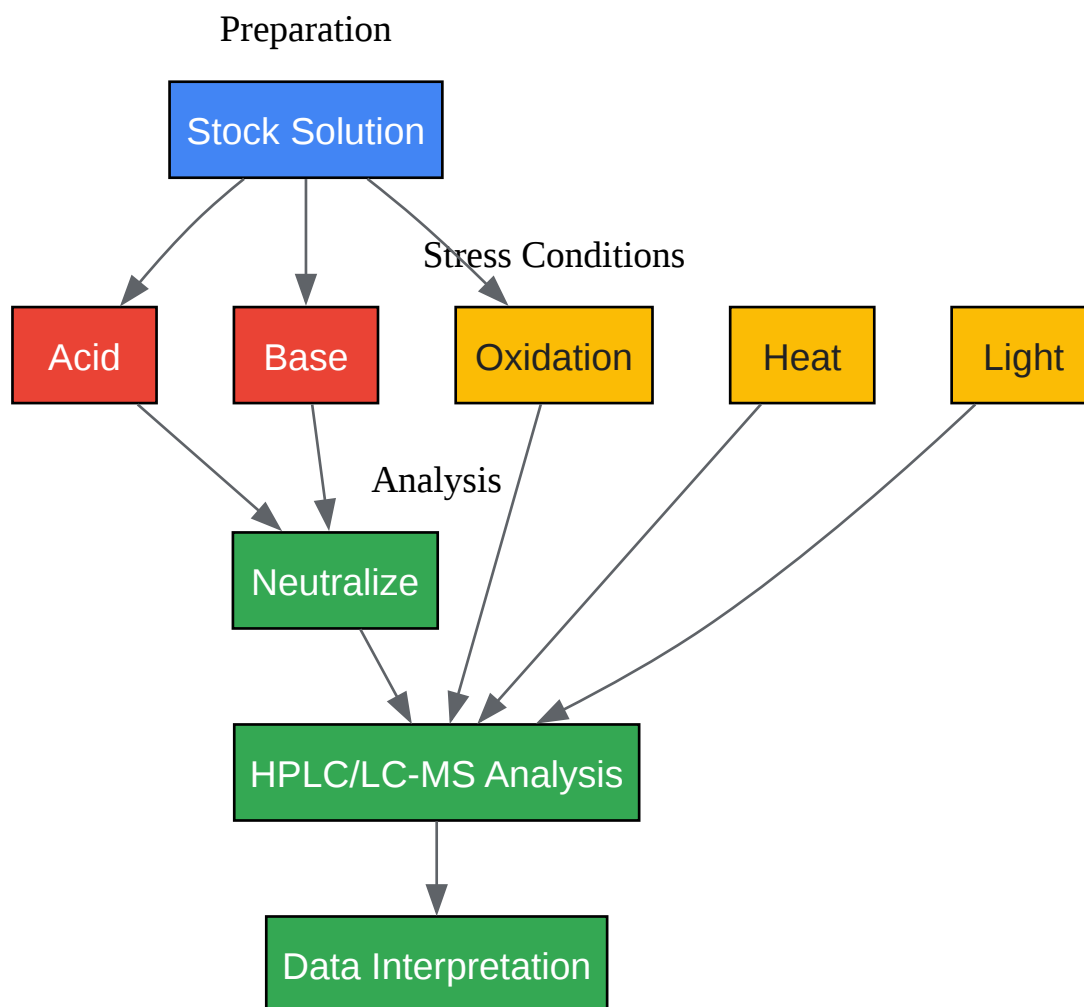 Preparation
Stock Solution
Stress Conditions
Acid
Base
Oxidation
Heat
Light
Analysis
Neutralize
HPLC/LC-MS Analysis
Data Interpretation